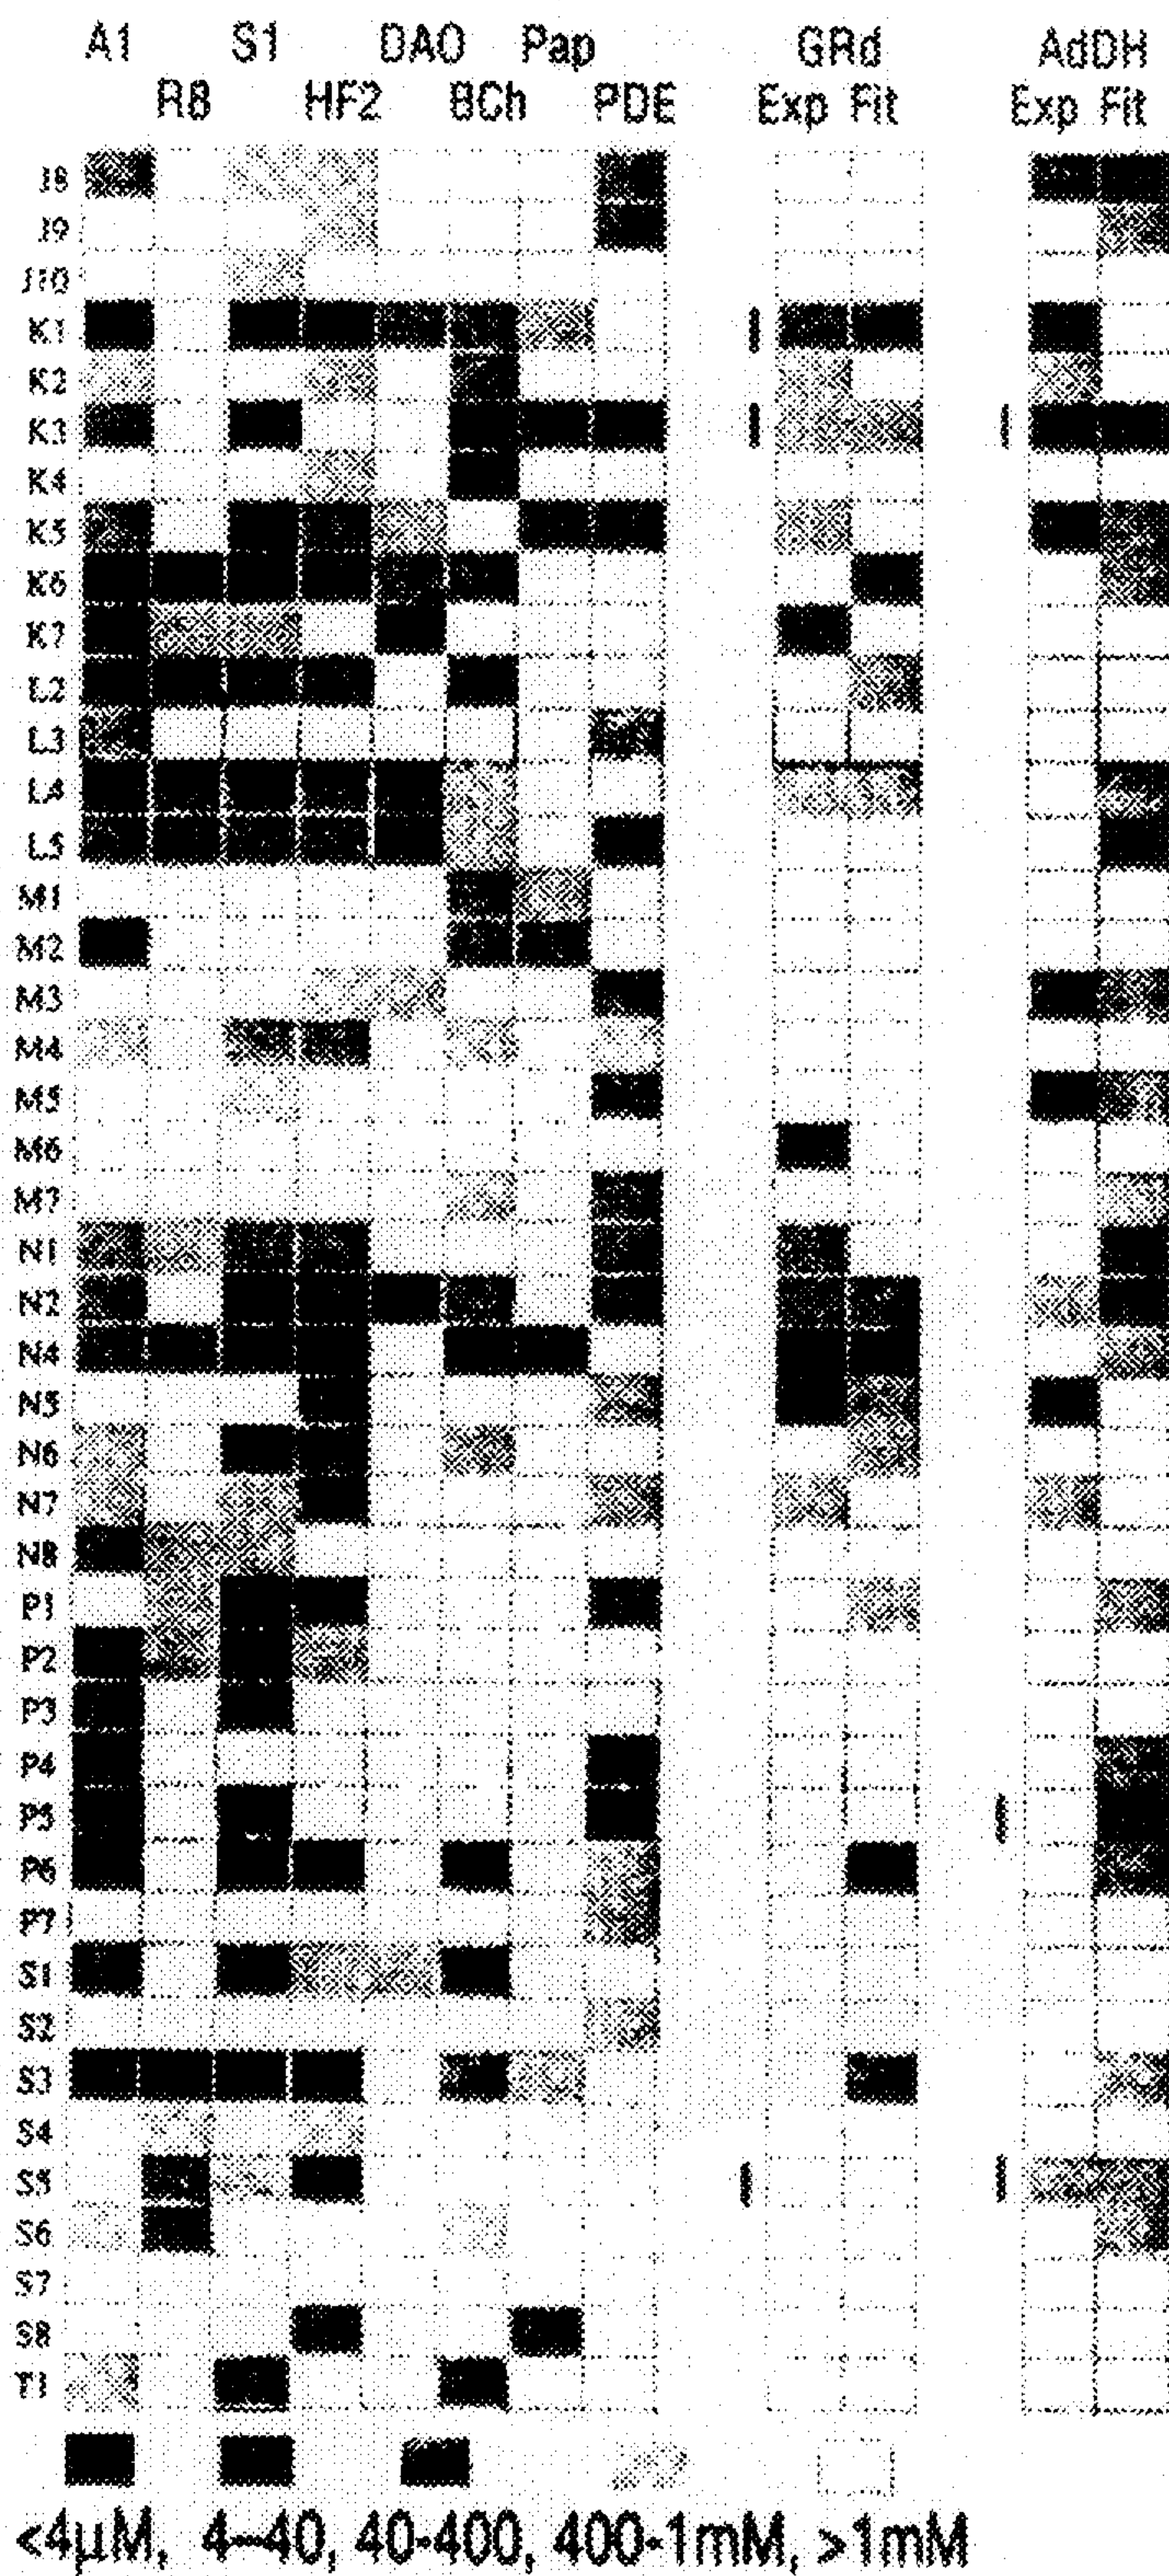 A1 S1 DAO Pap GRd AdDH
R8 HF2 BCh PDE Exp Fit Exp Fit
J8
J9
J10
K1
K2
K3
K4
K5
K6
K7
L2
L3
L4
L5
M1
M2
M3
M4
M5
M6
M7
N1
N2
N4
N5
N6
N7
N8
P1
P2
P3
P4
P5
P6
P7
S1
S2
S3
S4
S5
S6
S7
S8
T1
<4µM, 4-40, 40-400, 400-1mM, >1mM